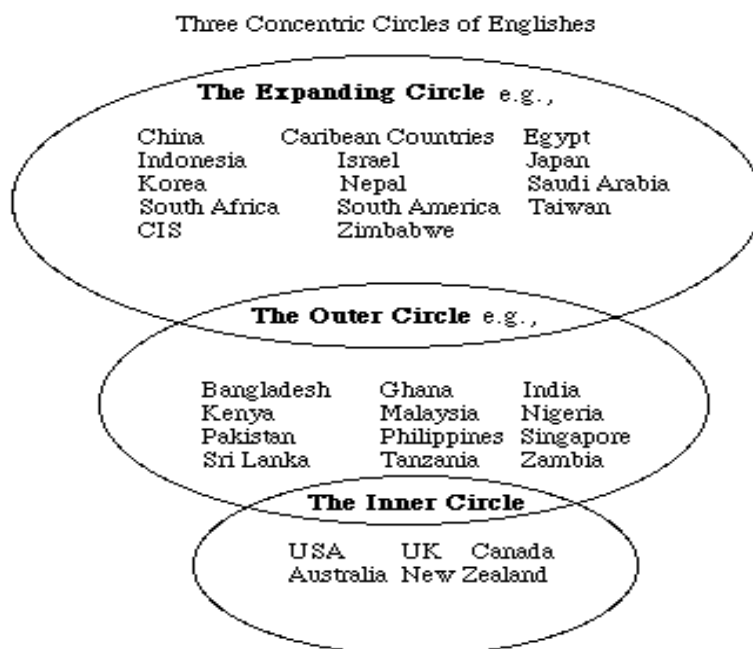 Three Concentric Circles of Englishes
The Expanding Circle e.g.,
China Caribean Countries Egypt
Indonesia Israel Japan
Korea Nepal Saudi Arabia
South Africa South America Taiwan
CIS Zimbabwe
The Outer Circle e.g.,
Bangladesh Ghana India
Kenya Malaysia Nigeria
Pakistan Philippines Singapore
Sri Lanka Tanzania Zambia
The Inner Circle
USA UK Canada
Australia New Zealand